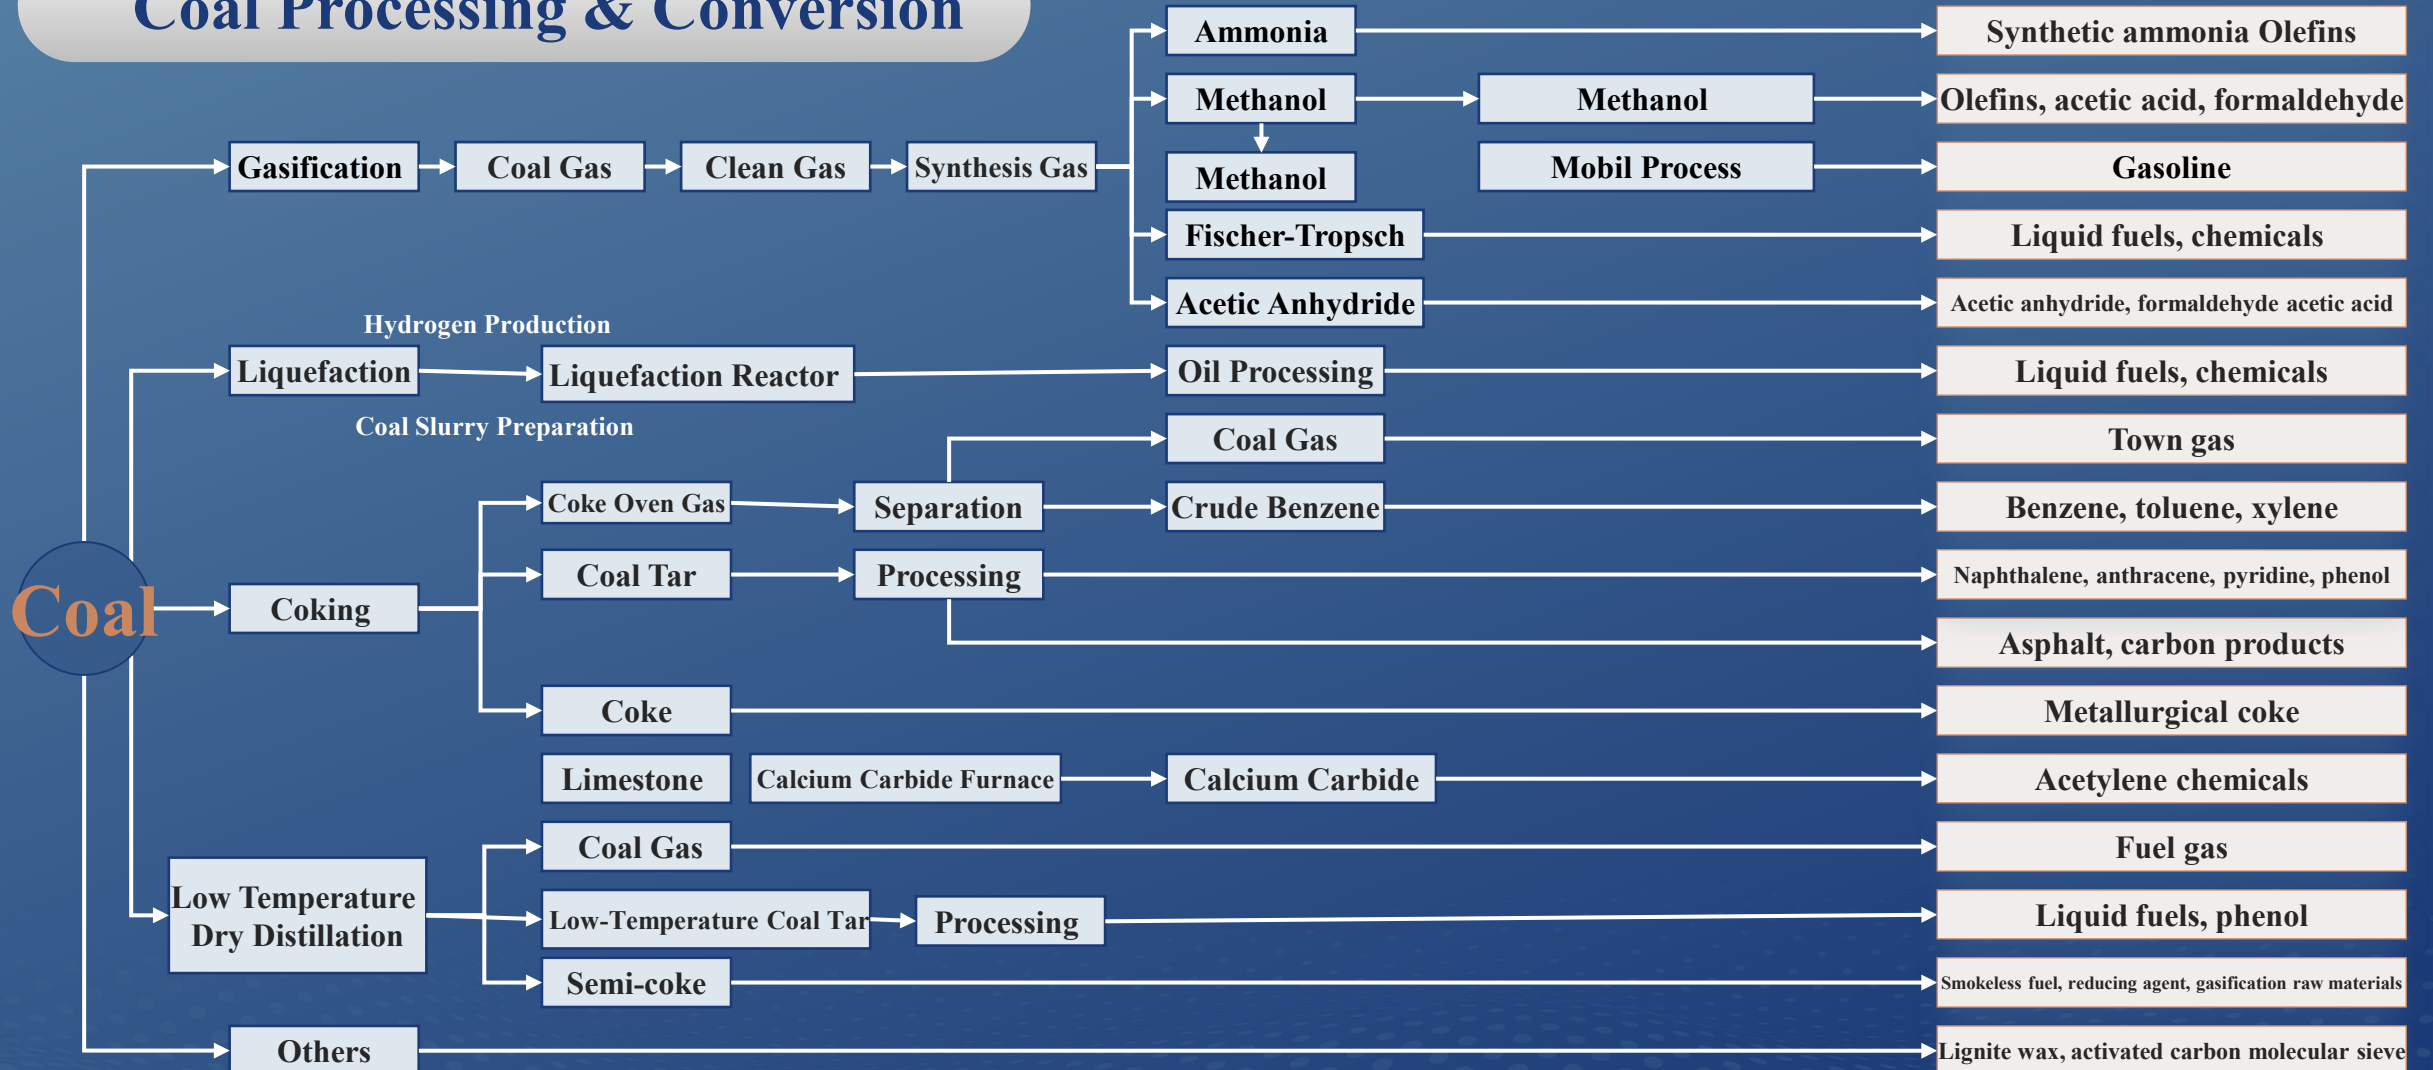 Coal Processing & Conversion
Ammonia
Synthetic ammonia Olefins
Methanol
Methanol
Olefins, acetic acid, formaldehyde
Gasification
Coal Gas
Clean Gas
Synthesis Gas
Methanol
Mobil Process
Gasoline
Fischer-Tropsch
Liquid fuels, chemicals
Acetic Anhydride
Acetic anhydride, formaldehyde acetic acid
Hydrogen Production
Liquefaction
Liquefaction Reactor
Oil Processing
Liquid fuels, chemicals
Coal Slurry Preparation
Coal Gas
Town gas
Coke Oven Gas
Separation
Crude Benzene
Benzene, toluene, xylene
Coal Tar
Processing
Naphthalene, anthracene, pyridine, phenol
Coal
Coking
Asphalt, carbon products
Coke
Metallurgical coke
Limestone
Calcium Carbide Furnace
Calcium Carbide
Acetylene chemicals
Coal Gas
Fuel gas
Low Temperature
Dry Distillation
Low-Temperature Coal Tar
Processing
Liquid fuels, phenol
Semi-coke
Smokeless fuel, reducing agent, gasification raw materials
Others
Lignite wax, activated carbon molecular sieve